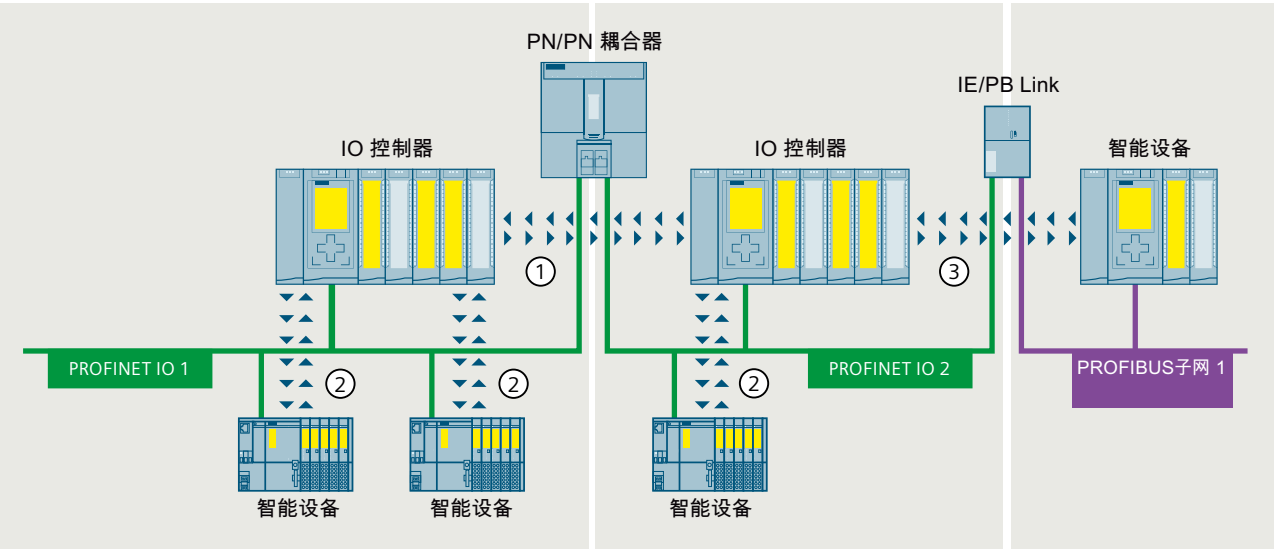 PN/PN 耦合器
IE/PB Link
IO 控制器
IO 控制器
智能设备
1
3
PROFINET IO 1
2
2
2
PROFINET IO 2
PROFIBUS子网 1
智能设备
智能设备
智能设备